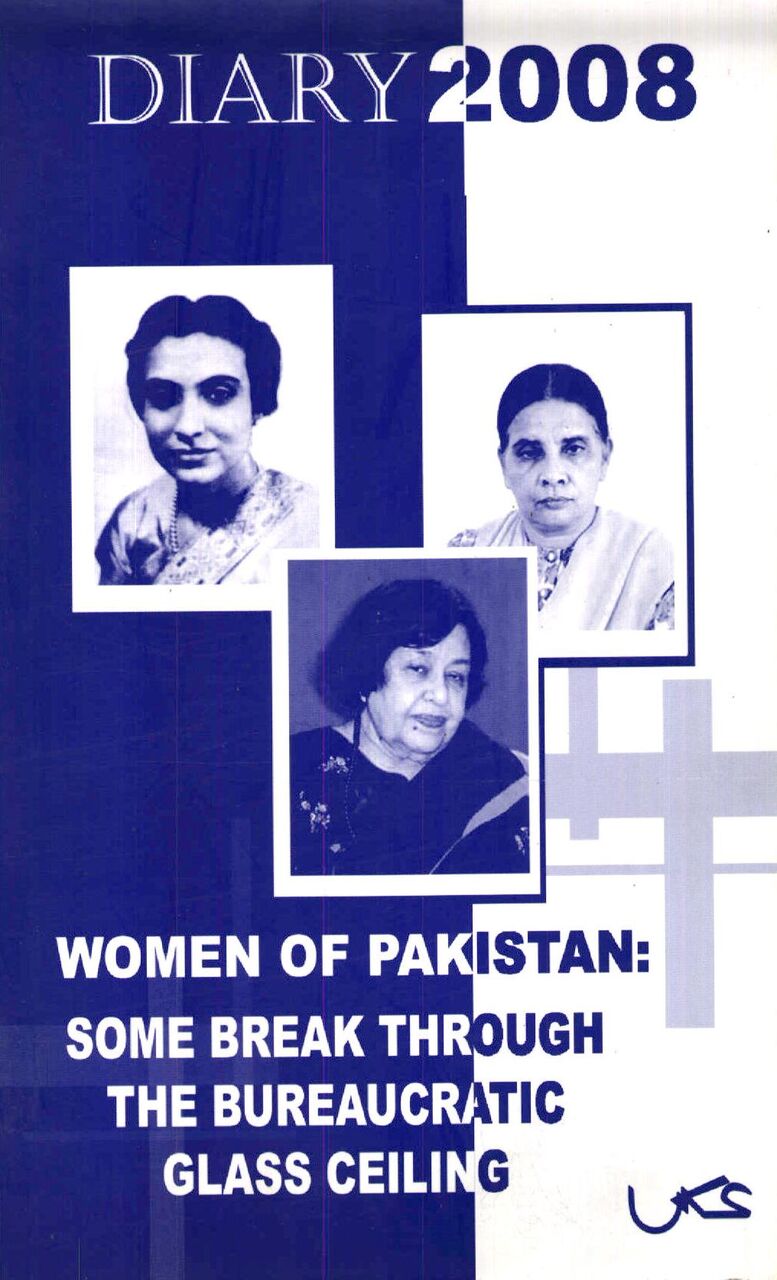 DIARY 2008
WOMEN OF PAKISTAN:
SOME BREAK THROUGH
THE BUREAUCRATIC
GLASS CEILING
UKS